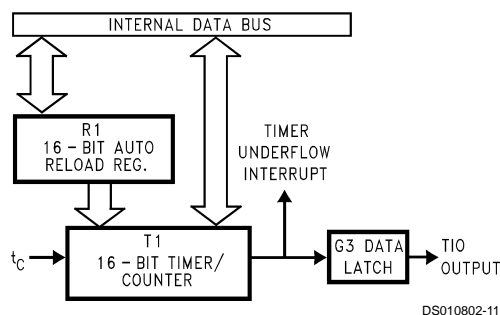 INTERNAL DATA BUS
R1
16-BIT AUTO
RELOAD REG.
TIMER
UNDERFLOW
INTERRUPT
T1
16-BIT TIMER/
COUNTER
tC
G3 DATA
LATCH
TIO
OUTPUT
DS010802-11